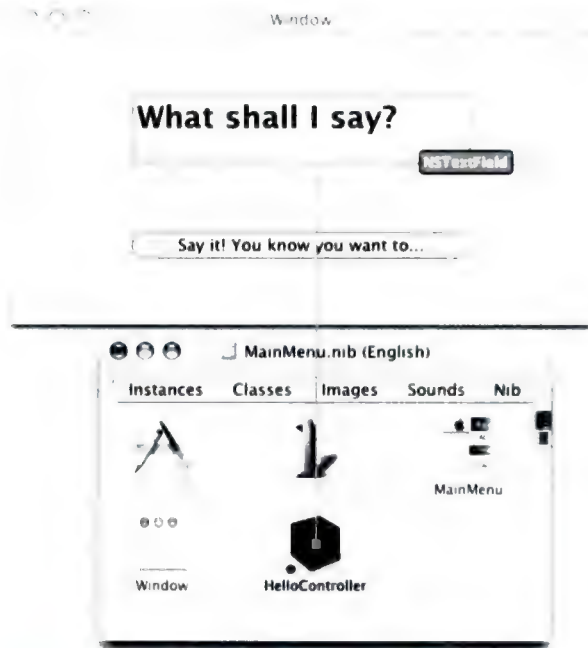 Window
What shall I say?
NSTextField
Say it! You know you want to...
MainMenu.nib (English)
Instances Classes Images Sounds Nib
MainMenu
Window HelloController